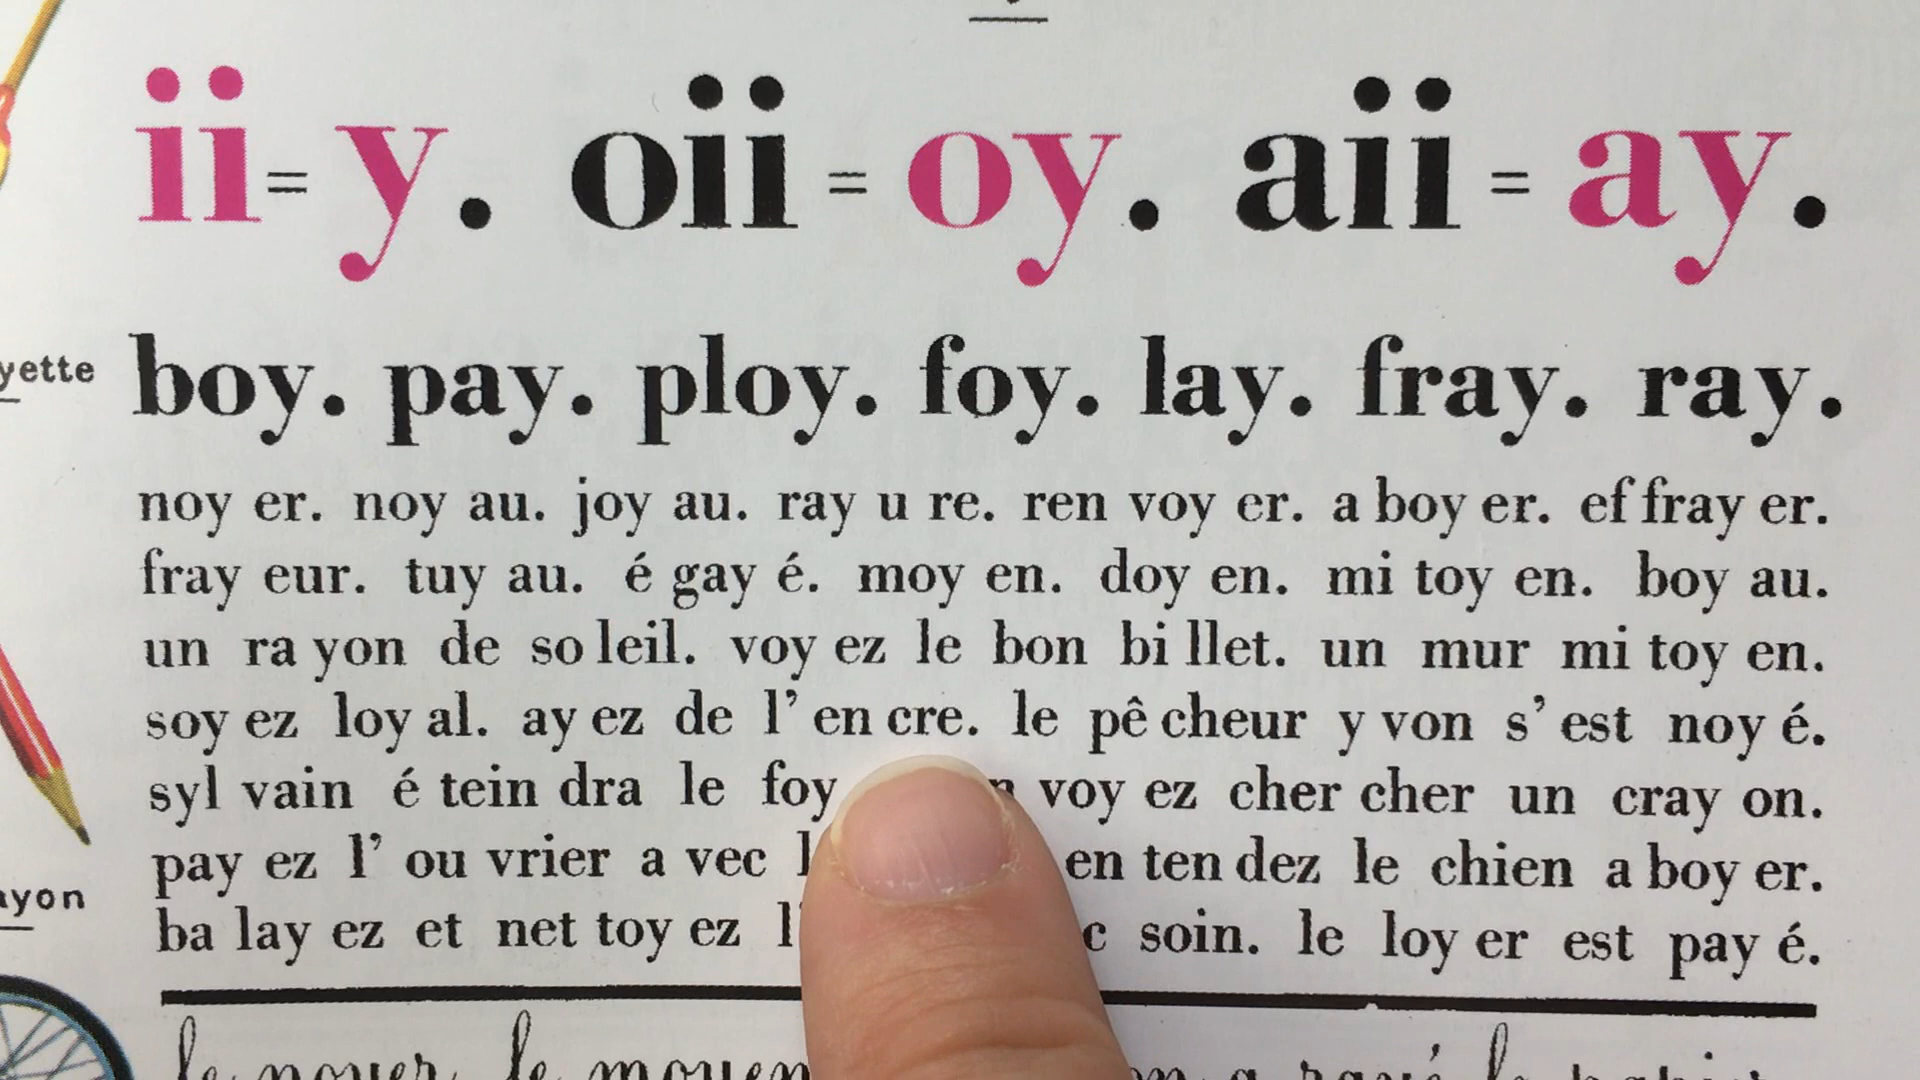 ii = y. oii = oy. aii = ay.
yette
boy. pay. ploy. foy. lay. fray. ray.
noy er. noy au. joy au. ray u re. ren voy er. a boy er. ef fray er.
fray eur. tuy au. é gay é. moy en. doy en. mi toy en. boy au.
un ra yon de so leil. voy ez le bon bi llet. un mur mi toy en.
soy ez loy al. ay ez de l' en cre. le pê cheur y von s' est noy é.
syl vain é tein dra le foy voy ez cher cher un cray on.
pay ez l' ou vrier a vec en ten dez le chien a boy er.
ayon
ba lay ez et net toy ez soin. le loy er est pay é.
le noyer. le moyen a rayé le